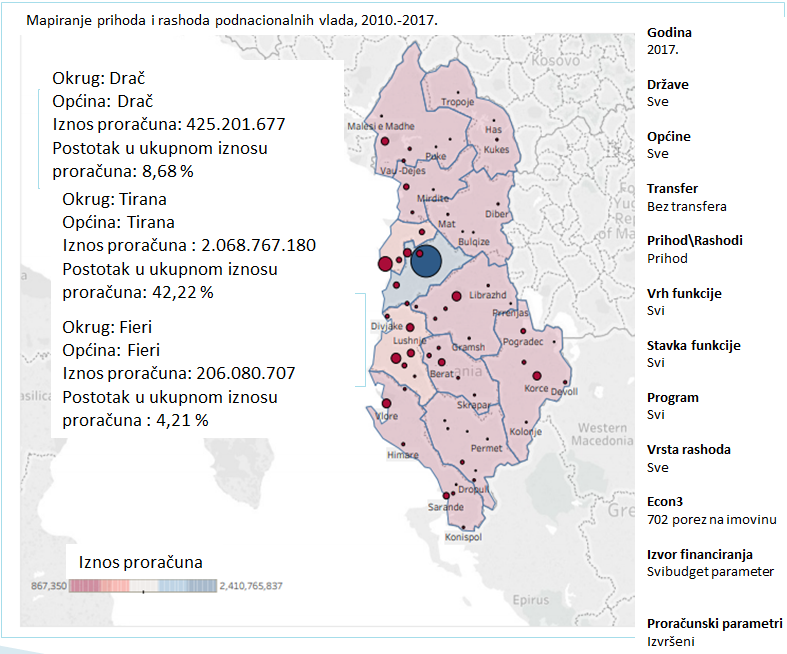 Mapiranje prihoda i rashoda podnacionalnih vlada, 2010.-2017.
Okrug: Drač
Općina: Drač
Iznos proračuna: 425.201.677
Postotak u ukupnom iznosu
proračuna: 8,68 %
Okrug: Tirana
Općina: Tirana
Iznos proračuna : 2.068.767.180
Postotak u ukupnom iznosu
proračuna: 42,22 %
Okrug: Fieri
Općina: Fieri
Iznos proračuna: 206.080.707
Postotak u ukupnom iznosu
proračuna : 4,21 %
Iznos proračuna
867,350
2,410,765,837
Kosovo
Tropoje
Malesi e Madhe
Has
Kukes
Puke
Vau -Dejes
Mirdite
Diber
Mat
Bulqize
Librazhd
Prrenjas
Divjake
Lushnje
Gramsh
Pogradec
Berat
Korce
Devoll
Skrapar
Vlore
Kolonje
Permet
Himare
Dropull
Sarande
Konispol
Western
Macedonia
Epirus
Gre
Godina
2017.
Države
Sve
Općine
Sve
Transfer
Bez transfera
Prihod\Rashodi
Prihod
Vrh funkcije
Svi
Stavka funkcije
Svi
Program
Svi
Vrsta rashoda
Sve
Econ3
702 porez na imovinu
Izvor financiranja
Svibudget parameter
Proračunski parametri
Izvršeni